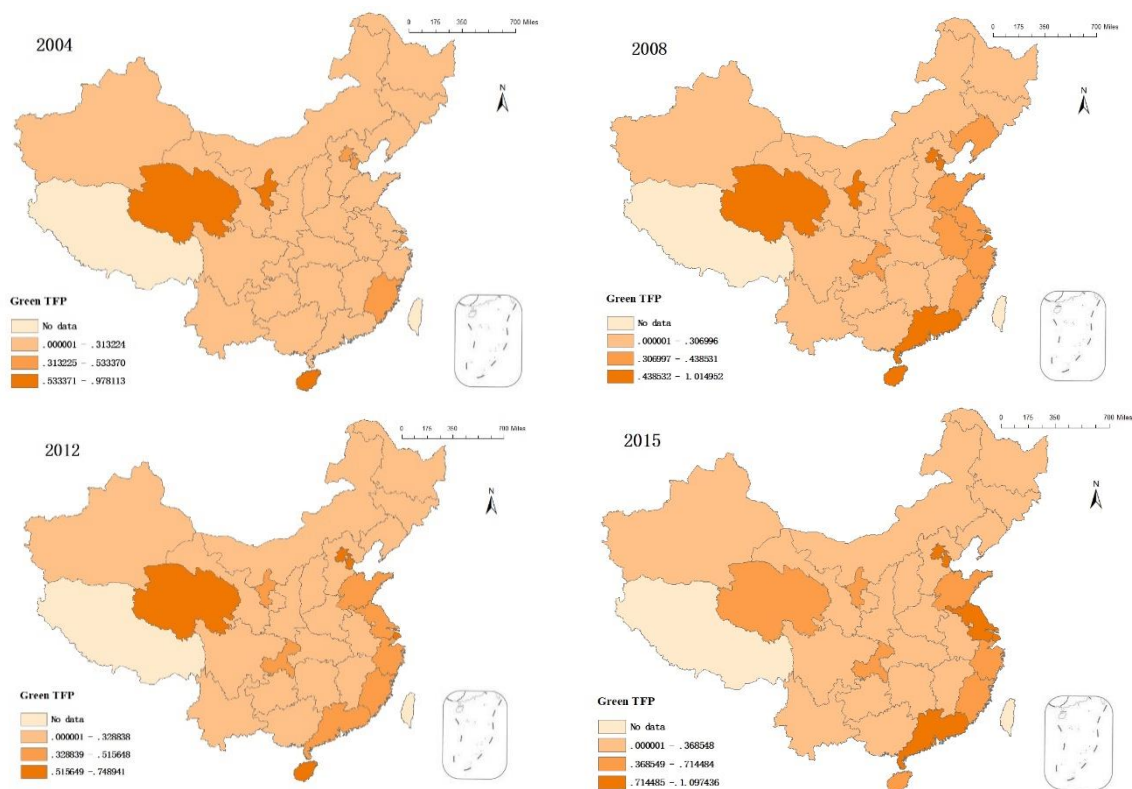 2004
0 175 350 700 Miles
N
Green TFP
No data
.000001 - .313224
.313225 - .533370
.533371 - .978113
2008
0 175 350 700 Miles
N
Green TFP
No data
.000001 - .306996
.306997 - .438531
.438532 - 1.014952
2012
0 175 350 700 Miles
N
Green TFP
No data
.000001 - .328838
.328839 - .515648
.515649 - .748941
2015
0 175 350 700 Miles
N
Green TFP
No data
.000001 - .368548
.368549 - .714484
.714485 - 1.097436